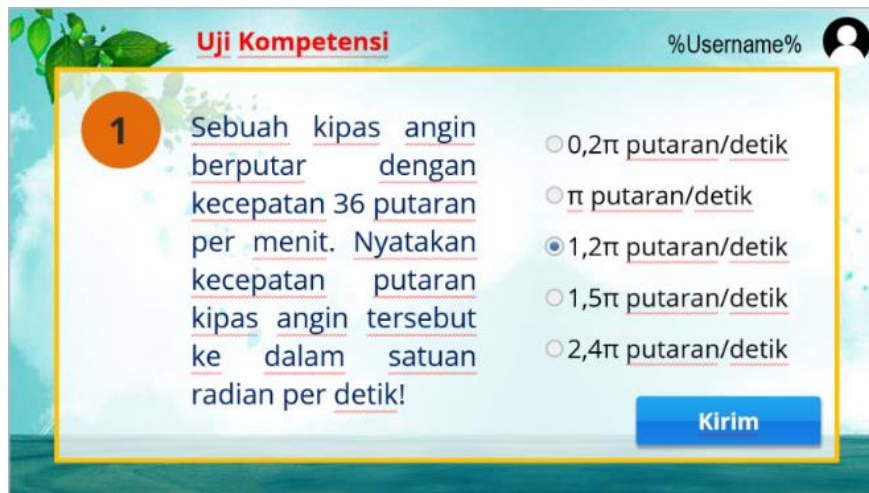 Uji Kompetensi
%Username%
1
Sebuah kipas angin
berputar dengan
kecepatan 36 putaran
per menit. Nyatakan
kecepatan putaran
kipas angin tersebut
ke dalam satuan
radian per detik!
0,2π putaran/detik
π putaran/detik
1,2π putaran/detik
1,5π putaran/detik
2,4π putaran/detik
Kirim